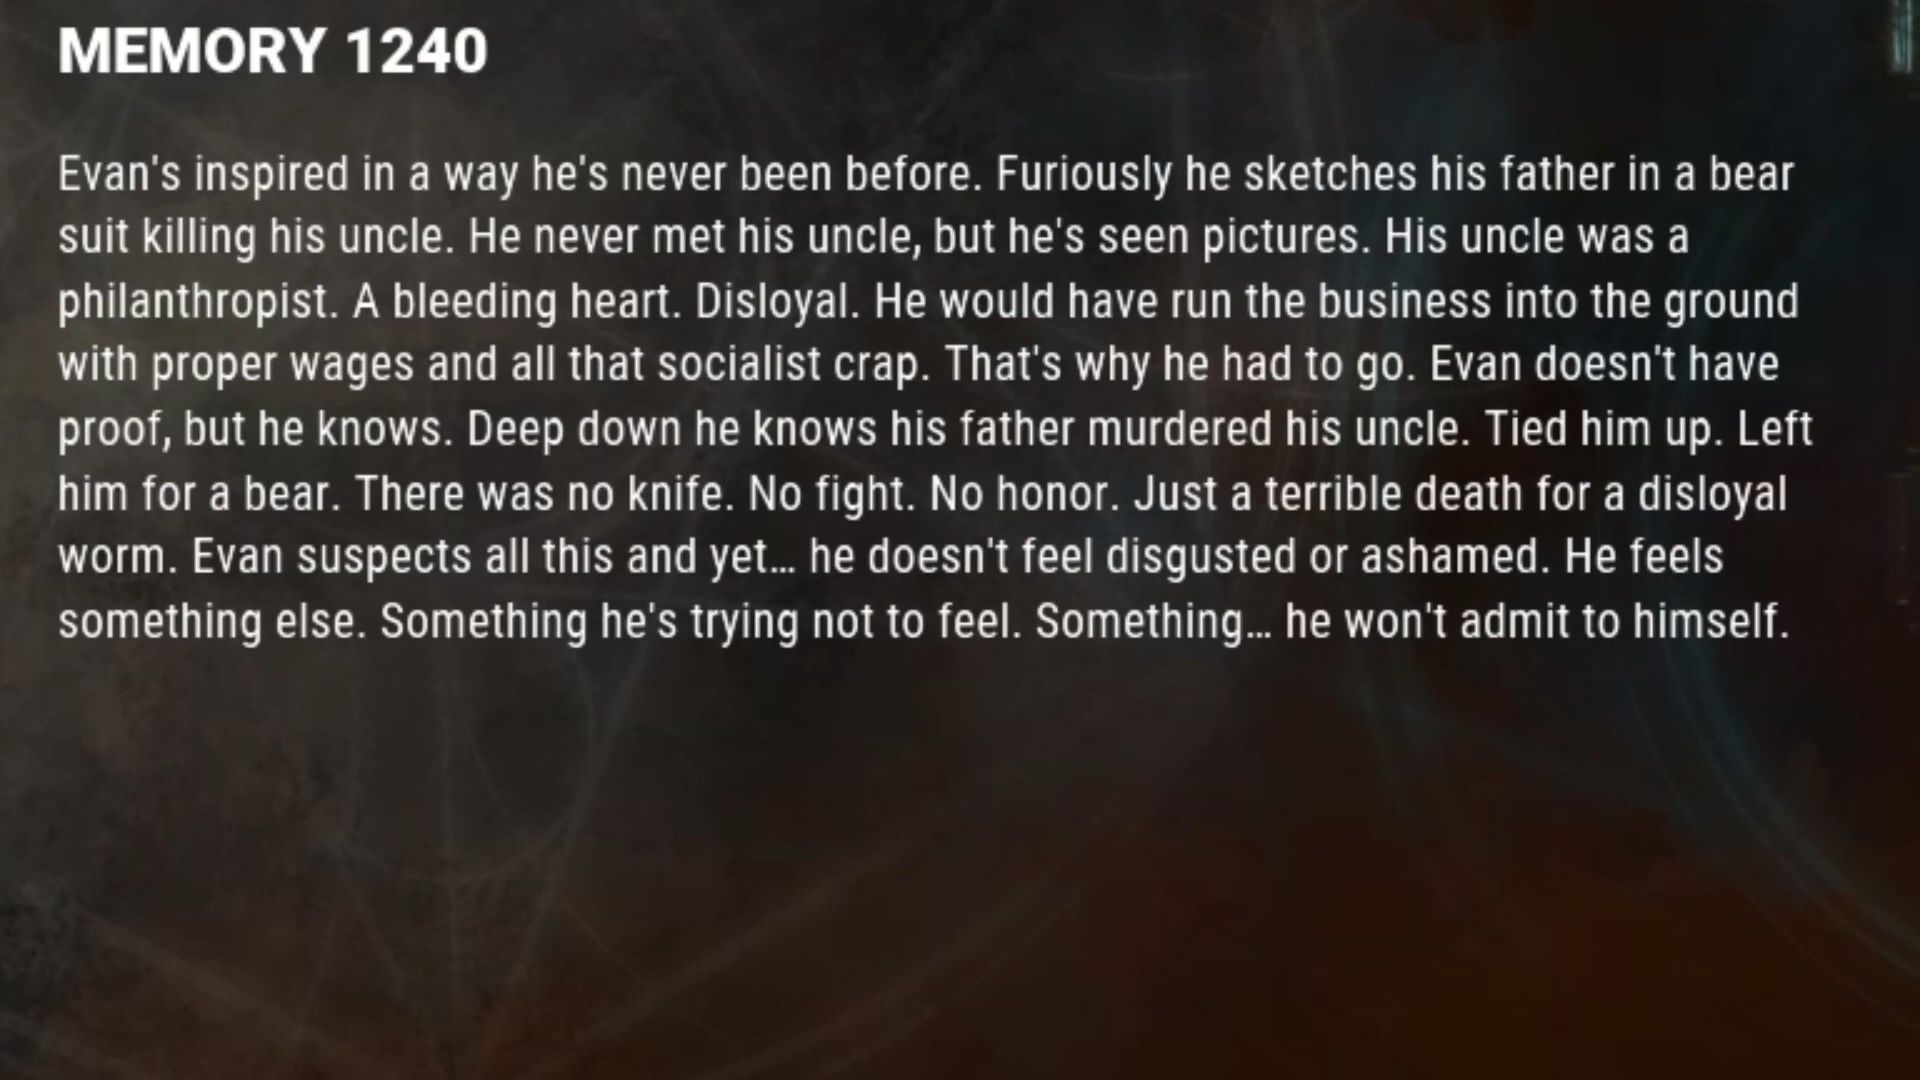 MEMORY 1240
Evan's inspired in a way he's never been before. Furiously he sketches his father in a bear
suit killing his uncle. He never met his uncle, but he's seen pictures. His uncle was a
philanthropist. A bleeding heart. Disloyal. He would have run the business into the ground
with proper wages and all that socialist crap. That's why he had to go. Evan doesn't have
proof, but he knows. Deep down he knows his father murdered his uncle. Tied him up. Left
him for a bear. There was no knife. No fight. No honor. Just a terrible death for a disloyal
worm. Evan suspects all this and yet... he doesn't feel disgusted or ashamed. He feels
something else. Something he's trying not to feel. Something... he won't admit to himself.